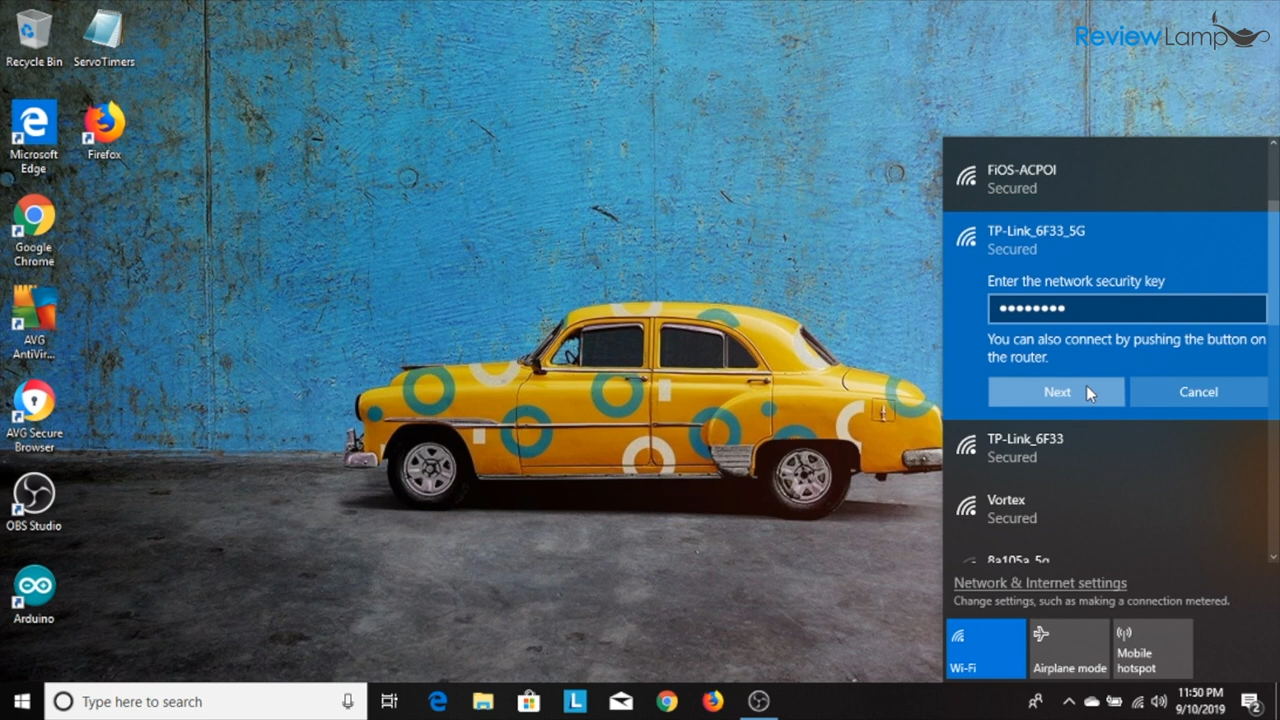 ReviewLamp
Recycle Bin
ServoTimers
Microsoft
Edge
Firefox
Google
Chrome
AVG
AntiVir...
AVG Secure
Browser
OBS Studio
Arduino
FiOS-ACPOI
Secured
TP-Link_6F33_5G
Secured
Enter the network security key
You can also connect by pushing the button on
the router.
Next
Cancel
TP-Link_6F33
Secured
Vortex
Secured
8a105a_5g
Network & Internet settings
Change settings, such as making a connection metered.
Wi-Fi
Airplane mode
Mobile
hotspot
Type here to search
L
11:50 PM
9/10/2019
2